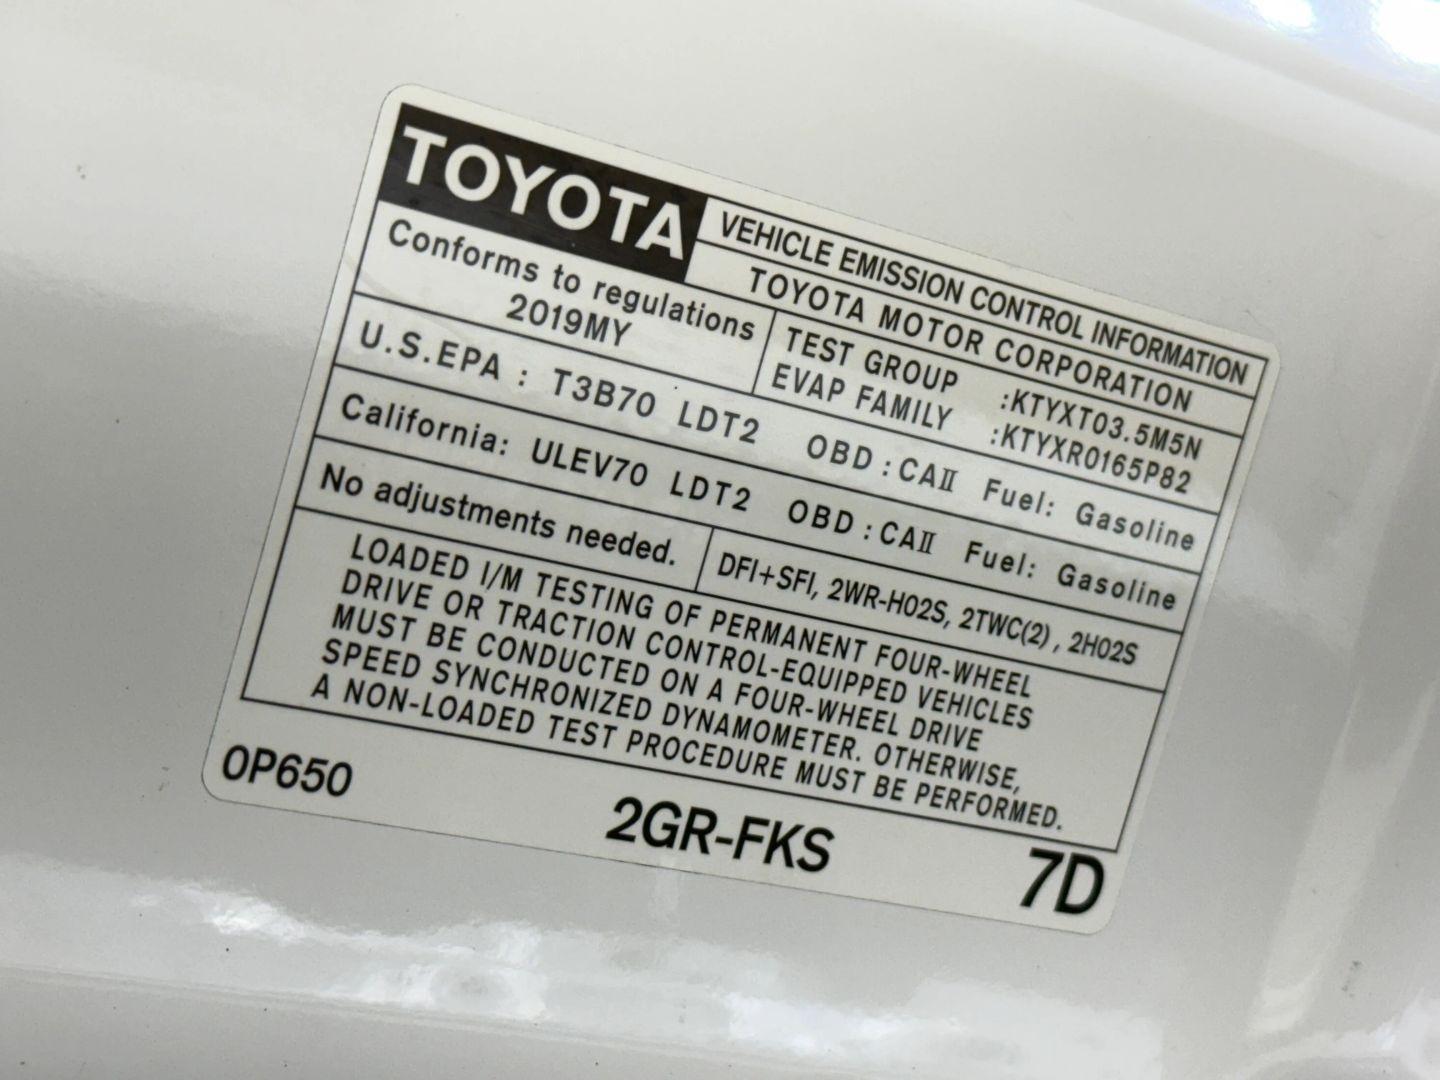 TOYOTA
VEHICLE EMISSION CONTROL INFORMATION
TOYOTA MOTOR CORPORATION
Conforms to regulations
2019MY
TEST GROUP :KTYXT03.5M5N
EVAP FAMILY :KTYXR0165P82
U.S.EPA : T3B70 LDT2 OBD : CAⅡ Fuel: Gasoline
California: ULEV70 LDT2 OBD : CAⅡ Fuel: Gasoline
No adjustments needed.
DFI+SFI, 2WR-HO2S, 2TWC(2) , 2HO2S
LOADED I/M TESTING OF PERMANENT FOUR-WHEEL
DRIVE OR TRACTION CONTROL-EQUIPPED VEHICLES
MUST BE CONDUCTED ON A FOUR-WHEEL DRIVE
SPEED SYNCHRONIZED DYNAMOMETER. OTHERWISE,
A NON-LOADED TEST PROCEDURE MUST BE PERFORMED.
0P650
2GR-FKS
7D